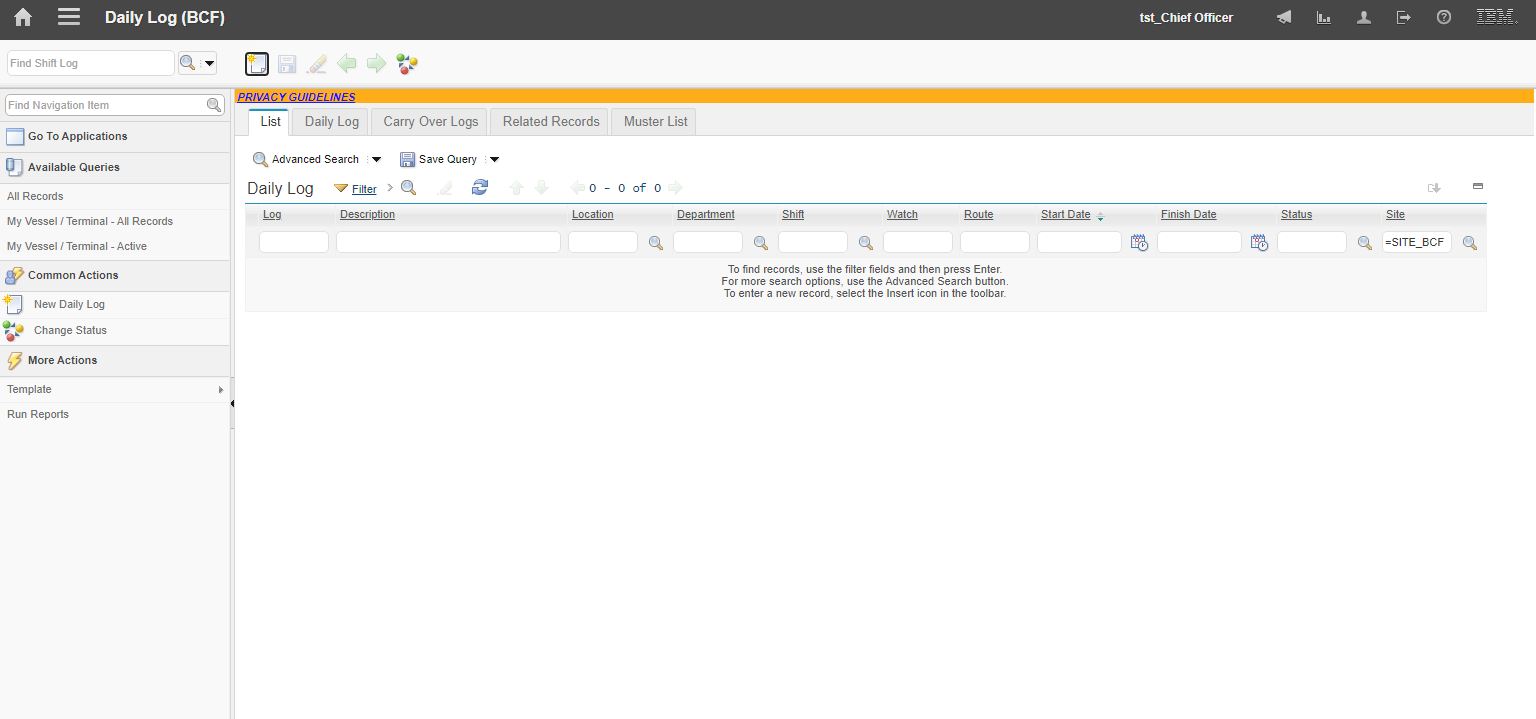 Daily Log (BCF)
tst_Chief Officer
IBM.
Find Shift Log
Find Navigation Item
Go To Applications
Available Queries
All Records
My Vessel / Terminal - All Records
My Vessel / Terminal - Active
Common Actions
New Daily Log
Change Status
More Actions
Template
Run Reports
PRIVACY GUIDELINES
List Daily Log Carry Over Logs Related Records Muster List
Advanced Search Save Query
Daily Log Filter 0 - 0 of 0
Log Description Location Department Shift Watch Route Start Date Finish Date Status Site
=SITE_BCF
To find records, use the filter fields and then press Enter.
For more search options, use the Advanced Search button.
To enter a new record, select the Insert icon in the toolbar.